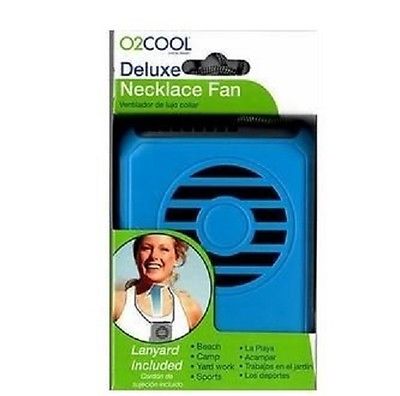 O2COOL
Deluxe
Necklace Fan
Ventilador de lujo collar
Lanyard
Included
Cordón de
sujeción incluido
• Beach
• Camp
• Yard work
• Sports
• La Playa
• Acampar
• Trabajos en el jardín
• Los deportes